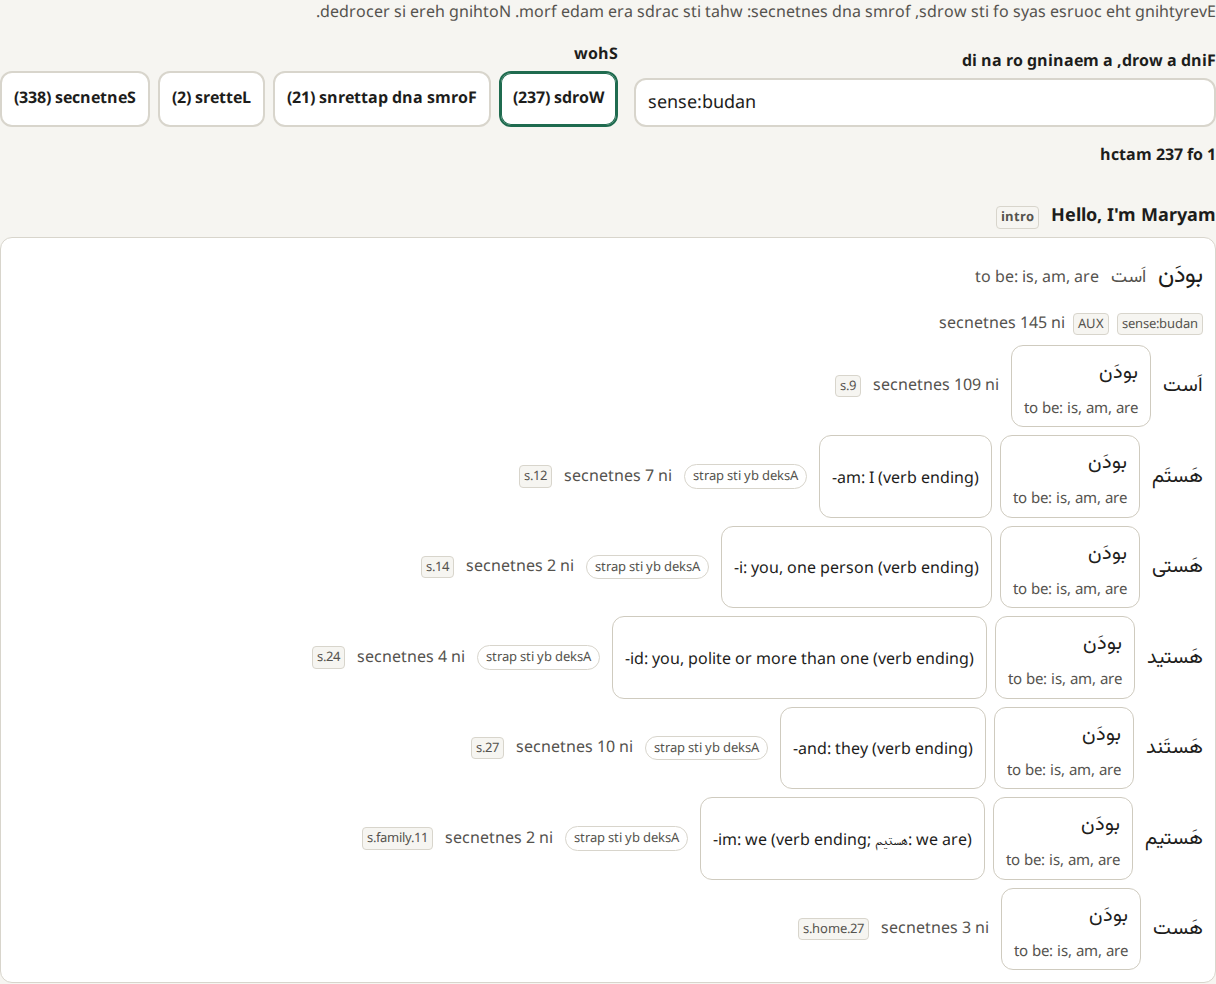 .dedrocer si ereh gnihtoN .morf edam era sdrac sti tahw :secnetnes dna smrof ,sdrow sti fo syas ecruos eht gnihtyrevE
di na ro gninaem a ,drow a dniF
sense:budan
wohS
(237) sdroW
(21) snrettap dna smroF
(2) sretteL
(338) secnetneS
hctam 237 fo 1
Hello, I'm Maryam intro
بودَن اَست to be: is, am, are
sense:budan AUX secnetnes 145 ni
اَست
بودَن
to be: is, am, are
secnetnes 109 ni s.9
هَستَم
بودَن
to be: is, am, are
-am: I (verb ending)
strap sti yb deksA secnetnes 7 ni s.12
هَستی
بودَن
to be: is, am, are
-i: you, one person (verb ending)
strap sti yb deksA secnetnes 2 ni s.14
هَستید
بودَن
to be: is, am, are
-id: you, polite or more than one (verb ending)
strap sti yb deksA secnetnes 4 ni s.24
هَستَند
بودَن
to be: is, am, are
-and: they (verb ending)
strap sti yb deksA secnetnes 10 ni s.27
هَستیم
بودَن
to be: is, am, are
-im: we (verb ending; هستیم: we are)
strap sti yb deksA secnetnes 2 ni s.family.11
هَست
بودَن
to be: is, am, are
secnetnes 3 ni s.home.27